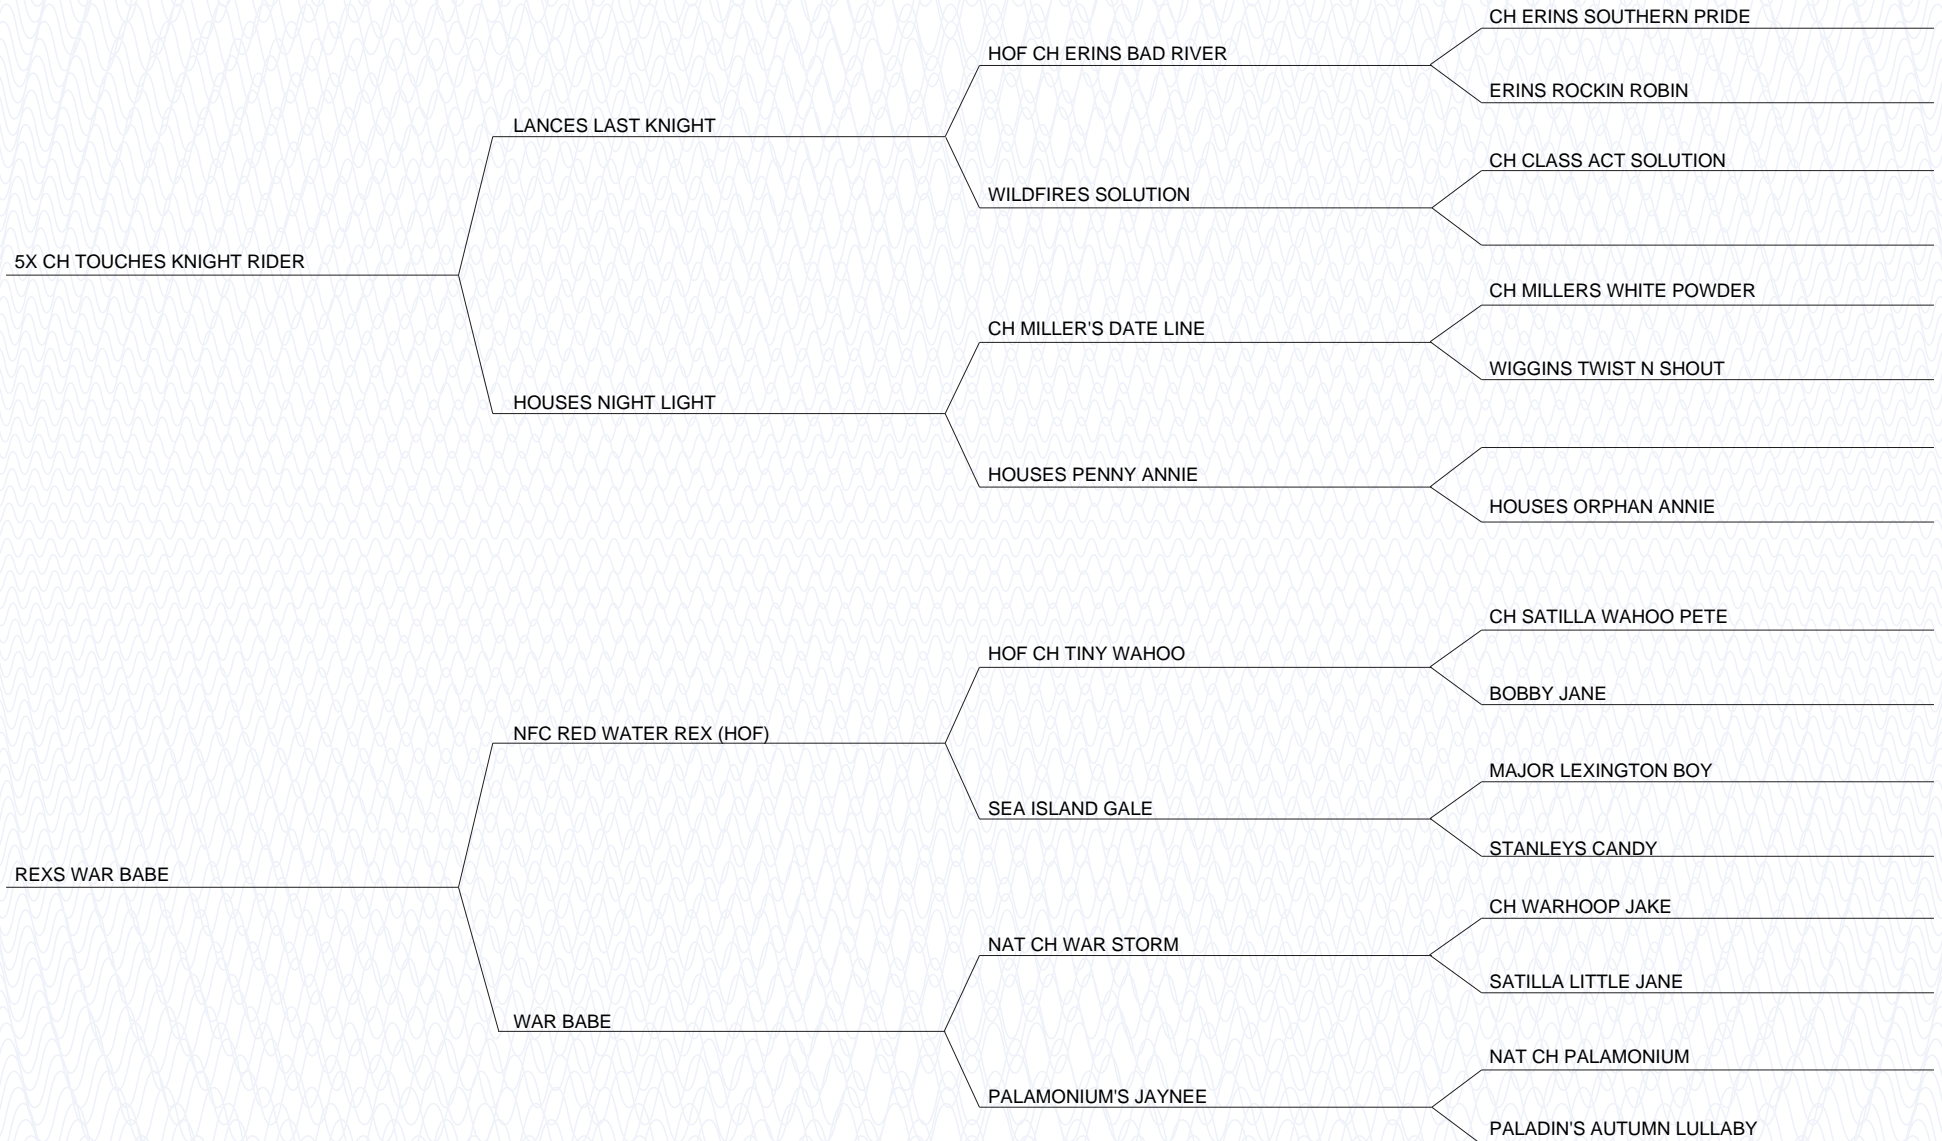 CH ERINS SOUTHERN PRIDE
HOF CH ERINS BAD RIVER
ERINS ROCKIN ROBIN
LANCES LAST KNIGHT
CH CLASS ACT SOLUTION
WILDFIRES SOLUTION
5X CH TOUCHES KNIGHT RIDER
CH MILLERS WHITE POWDER
CH MILLER'S DATE LINE
WIGGINS TWIST N SHOUT
HOUSES NIGHT LIGHT
HOUSES PENNY ANNIE
HOUSES ORPHAN ANNIE
CH SATILLA WAHOO PETE
HOF CH TINY WAHOO
BOBBY JANE
NFC RED WATER REX (HOF)
MAJOR LEXINGTON BOY
SEA ISLAND GALE
STANLEYS CANDY
REXS WAR BABE
CH WARHOOP JAKE
NAT CH WAR STORM
SATILLA LITTLE JANE
WAR BABE
NAT CH PALAMONIUM
PALAMONIUM'S JAYNEE
PALADIN'S AUTUMN LULLABY